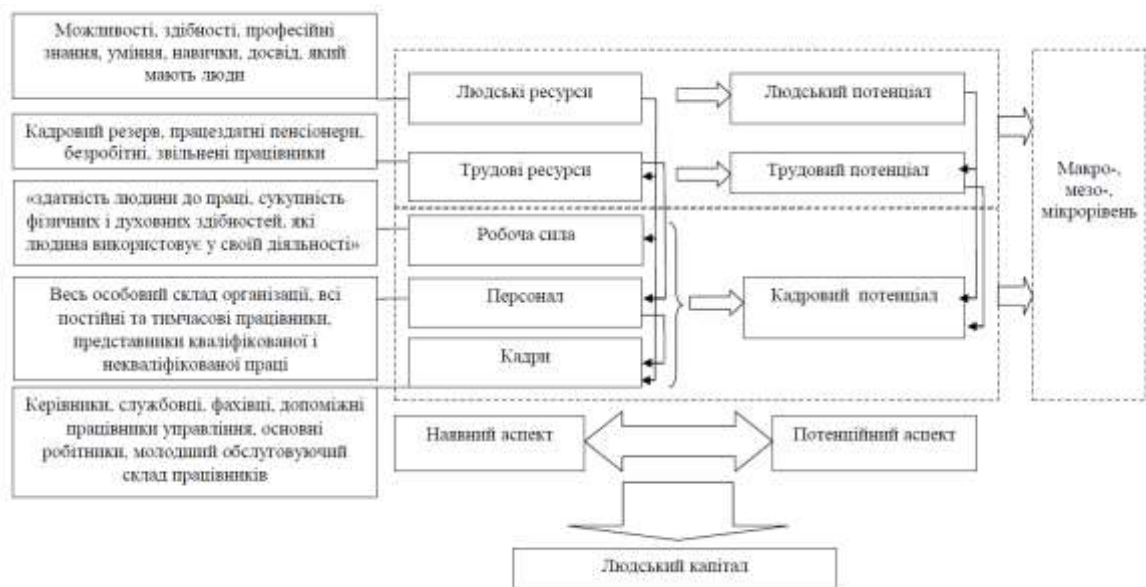 Можливості, здібності, професійні
знання, уміння, навички, досвід, який
мають люди
Кадровий резерв, працездатні пенсіонери,
безробітні, звільнені працівники
«здатність людини до праці, сукупність
фізичних і духовних здібностей, які
людина використовує у своїй діяльності»
Весь особовий склад організації, всі
постійні та тимчасові працівники,
представники кваліфікованої і
некваліфікованої праці
Керівники, службовці, фахівці, допоміжні
працівники управління, основні
робітники, молодший обслуговуючий
склад працівників
Людські ресурси
Трудові ресурси
Робоча сила
Персонал
Кадри
Людський потенціал
Трудовий потенціал
Кадровий потенціал
Макро-,
мезо-,
мікрорівень
Наявний аспект
Потенційний аспект
Людський капітал